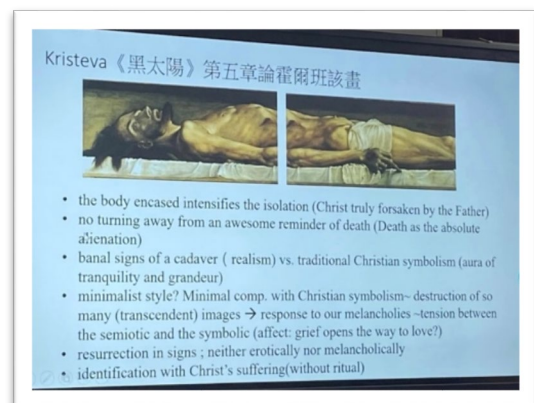 Kristeva《黑太陽》第五章論霍爾班該畫
• the body encased intensifies the isolation (Christ truly forsaken by the Father)
• no turning away from an awesome reminder of death (Death as the absolute
alienation)
• banal signs of a cadaver ( realism) vs. traditional Christian symbolism (aura of
tranquility and grandeur)
• minimalist style? Minimal comp. with Christian symbolism~ destruction of so
many (transcendent) images → response to our melancholies ~tension between
the semiotic and the symbolic (affect: grief opens the way to love?)
• resurrection in signs ; neither erotically nor melancholically
• identification with Christ's suffering(without ritual)